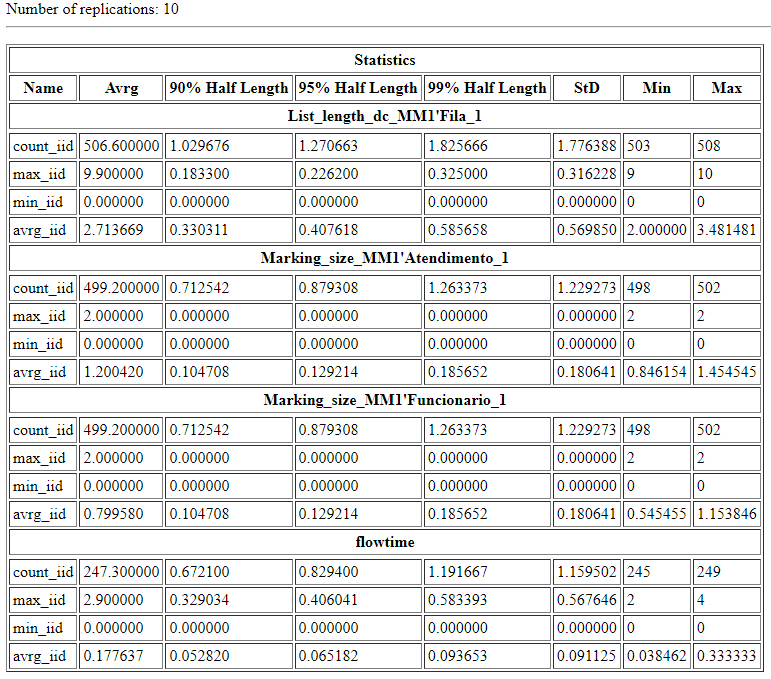 Number of replications: 10
Statistics
Name Avrg 90% Half Length 95% Half Length 99% Half Length StD Min Max
List_length_dc_MM1'Fila_1
count_iid 506.600000 1.029676 1.270663 1.825666 1.776388 503 508
max_iid 9.900000 0.183300 0.226200 0.325000 0.316228 9 10
min_iid 0.000000 0.000000 0.000000 0.000000 0.000000 0 0
avrg_iid 2.713669 0.330311 0.407618 0.585658 0.569850 2.000000 3.481481
Marking_size_MM1'Atendimento_1
count_iid 499.200000 0.712542 0.879308 1.263373 1.229273 498 502
max_iid 2.000000 0.000000 0.000000 0.000000 0.000000 2 2
min_iid 0.000000 0.000000 0.000000 0.000000 0.000000 0 0
avrg_iid 1.200420 0.104708 0.129214 0.185652 0.180641 0.846154 1.454545
Marking_size_MM1'Funcionario_1
count_iid 499.200000 0.712542 0.879308 1.263373 1.229273 498 502
max_iid 2.000000 0.000000 0.000000 0.000000 0.000000 2 2
min_iid 0.000000 0.000000 0.000000 0.000000 0.000000 0 0
avrg_iid 0.799580 0.104708 0.129214 0.185652 0.180641 0.545455 1.153846
flowtime
count_iid 247.300000 0.672100 0.829400 1.191667 1.159502 245 249
max_iid 2.900000 0.329034 0.406041 0.583393 0.567646 2 4
min_iid 0.000000 0.000000 0.000000 0.000000 0.000000 0 0
avrg_iid 0.177637 0.052820 0.065182 0.093653 0.091125 0.038462 0.333333